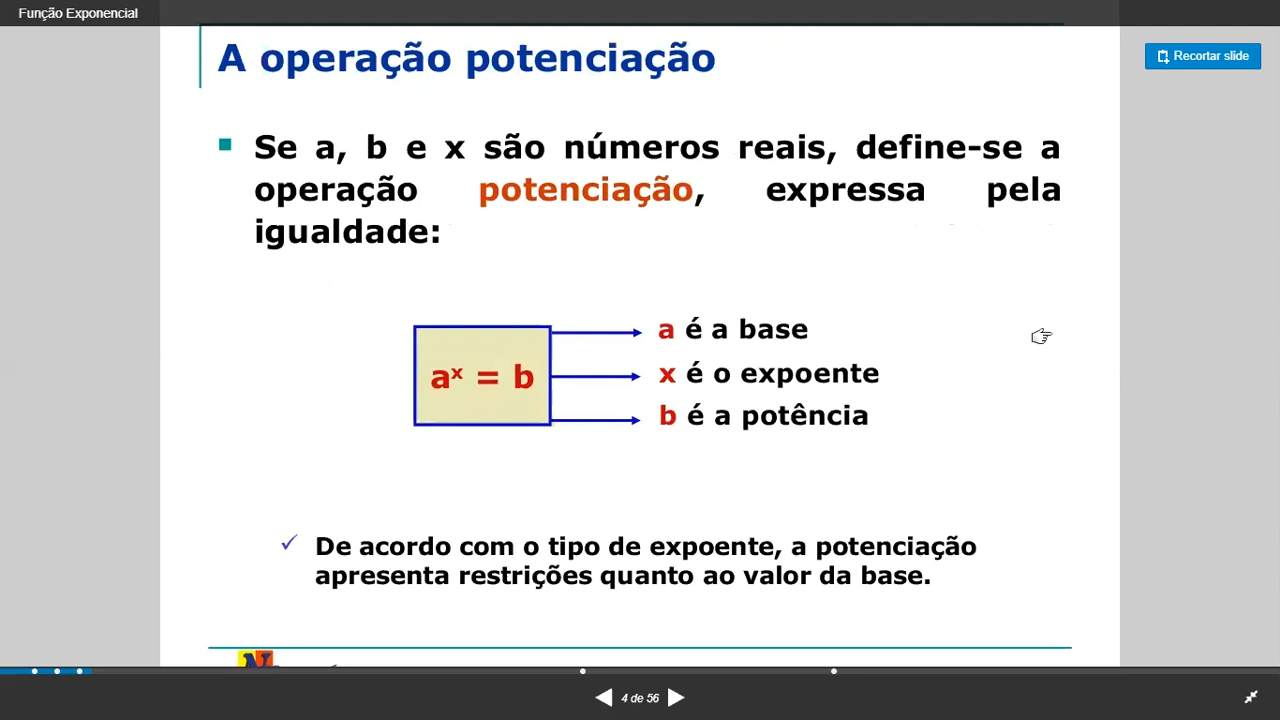 Função Exponencial
A operação potenciação
Recortar slide
Se a, b e x são números reais, define-se a
operação potenciação, expressa pela
igualdade:
aˣ = b
a é a base
x é o expoente
b é a potência
De acordo com o tipo de expoente, a potenciação
apresenta restrições quanto ao valor da base.
4 de 56